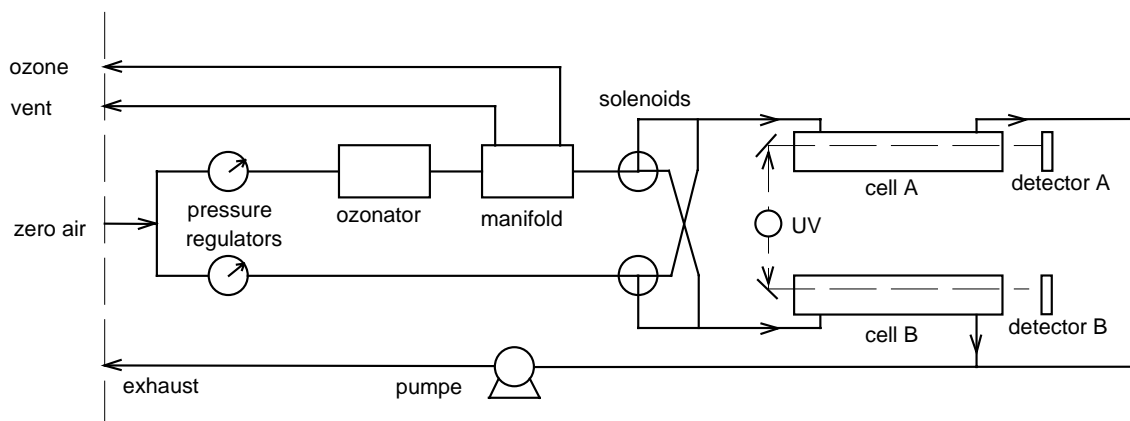 ozone
vent
solenoids
cell A
detector A
pressure
regulators
ozonator
manifold
zero air
UV
cell B
detector B
exhaust
pumpe